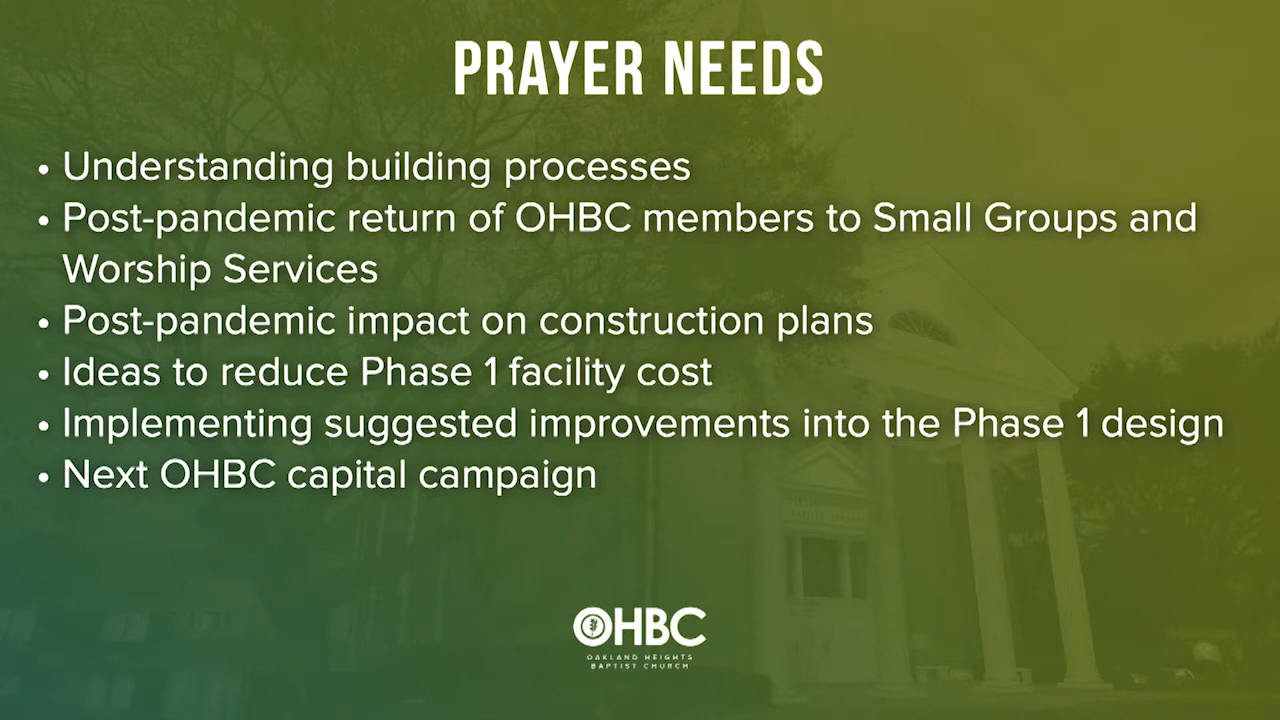 PRAYER NEEDS
• Understanding building processes
• Post-pandemic return of OHBC members to Small Groups and
Worship Services
• Post-pandemic impact on construction plans
• Ideas to reduce Phase 1 facility cost
• Implementing suggested improvements into the Phase 1 design
• Next OHBC capital campaign
OHBC
OAKLAND HEIGHTS
BAPTIST CHURCH